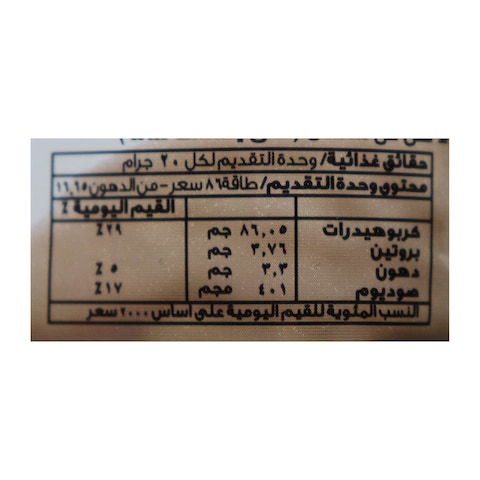 حقائق غذائية/ وحدة التقديم لكل ٢٠ جرام
محتوى وحدة التقديم/ طاقة ٨٦ سعر - من الدهون ١٦,٦٥
القيم اليومية ٪
كربوهيدرات ٨٦,٠٥ جم ٢٩٪
بروتين ٣,٧٦ جم
دهون ٣,٣ جم ٥٪
صوديوم ٤٠١ مجم ١٧٪
النسب المئوية للقيم اليومية على اساس ٢٠٠٠ سعر